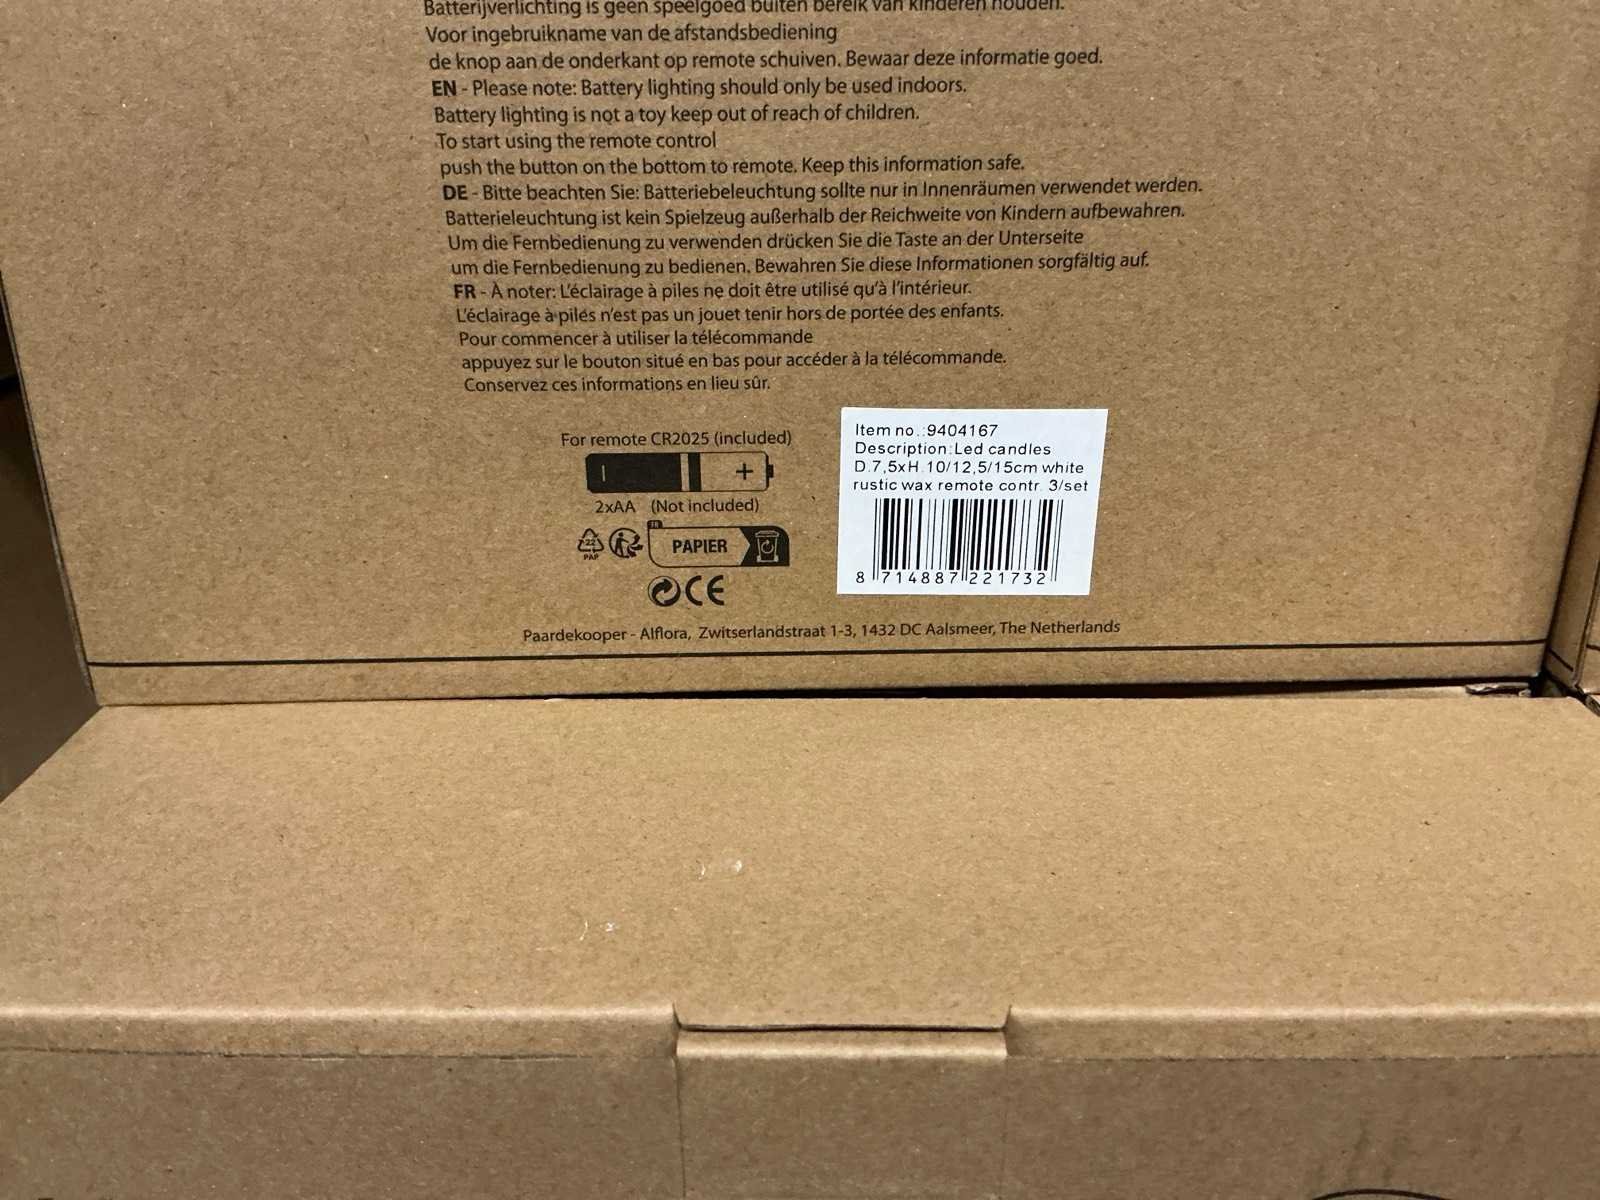 Batterijverlichting is geen speelgoed buiten bereik van kinderen houden.
Voor ingebruikname van de afstandsbediening
de knop aan de onderkant op remote schuiven. Bewaar deze informatie goed.
EN - Please note: Battery lighting should only be used indoors.
Battery lighting is not a toy keep out of reach of children.
To start using the remote control
push the button on the bottom to remote. Keep this information safe.
DE - Bitte beachten Sie: Batteriebeleuchtung sollte nur in Innenräumen verwendet werden.
Batterieleuchtung ist kein Spielzeug außerhalb der Reichweite von Kindern aufbewahren.
Um die Fernbedienung zu verwenden drücken Sie die Taste an der Unterseite
um die Fernbedienung zu bedienen. Bewahren Sie diese Informationen sorgfältig auf.
FR - À noter: L'éclairage à piles ne doit être utilisé qu'à l'intérieur.
L'éclairage à piles n'est pas un jouet tenir hors de portée des enfants.
Pour commencer à utiliser la télécommande
appuyez sur le bouton situé en bas pour accéder à la télécommande.
Conservez ces informations en lieu sûr.
For remote CR2025 (included)
2xAA (Not included)
22
PAP
FR
PAPIER
CE
Item no.:9404167
Description:Led candles
D.7,5xH.10/12,5/15cm white
rustic wax remote contr. 3/set
8 714887 221732
Paardekooper - Alflora, Zwitserlandstraat 1-3, 1432 DC Aalsmeer, The Netherlands